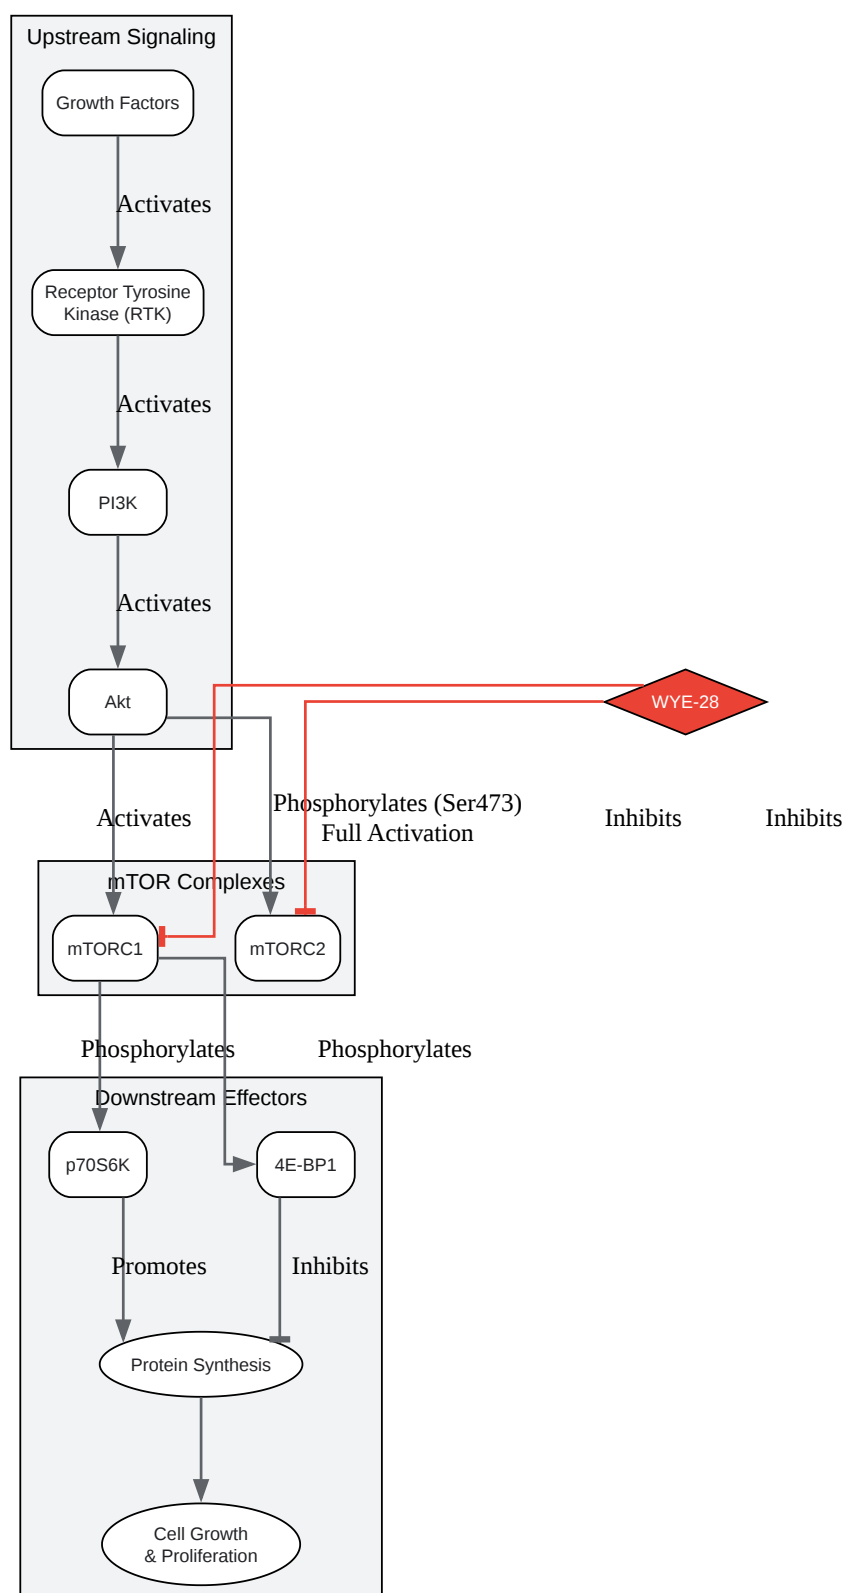 Upstream Signaling
Growth Factors
Activates
Receptor Tyrosine
Kinase (RTK)
Activates
PI3K
Activates
Akt
WYE-28
Activates
Phosphorylates (Ser473)
Full Activation
Inhibits
Inhibits
mTOR Complexes
mTORC1
mTORC2
Phosphorylates
Phosphorylates
Downstream Effectors
p70S6K
4E-BP1
Promotes
Inhibits
Protein Synthesis
Cell Growth
& Proliferation